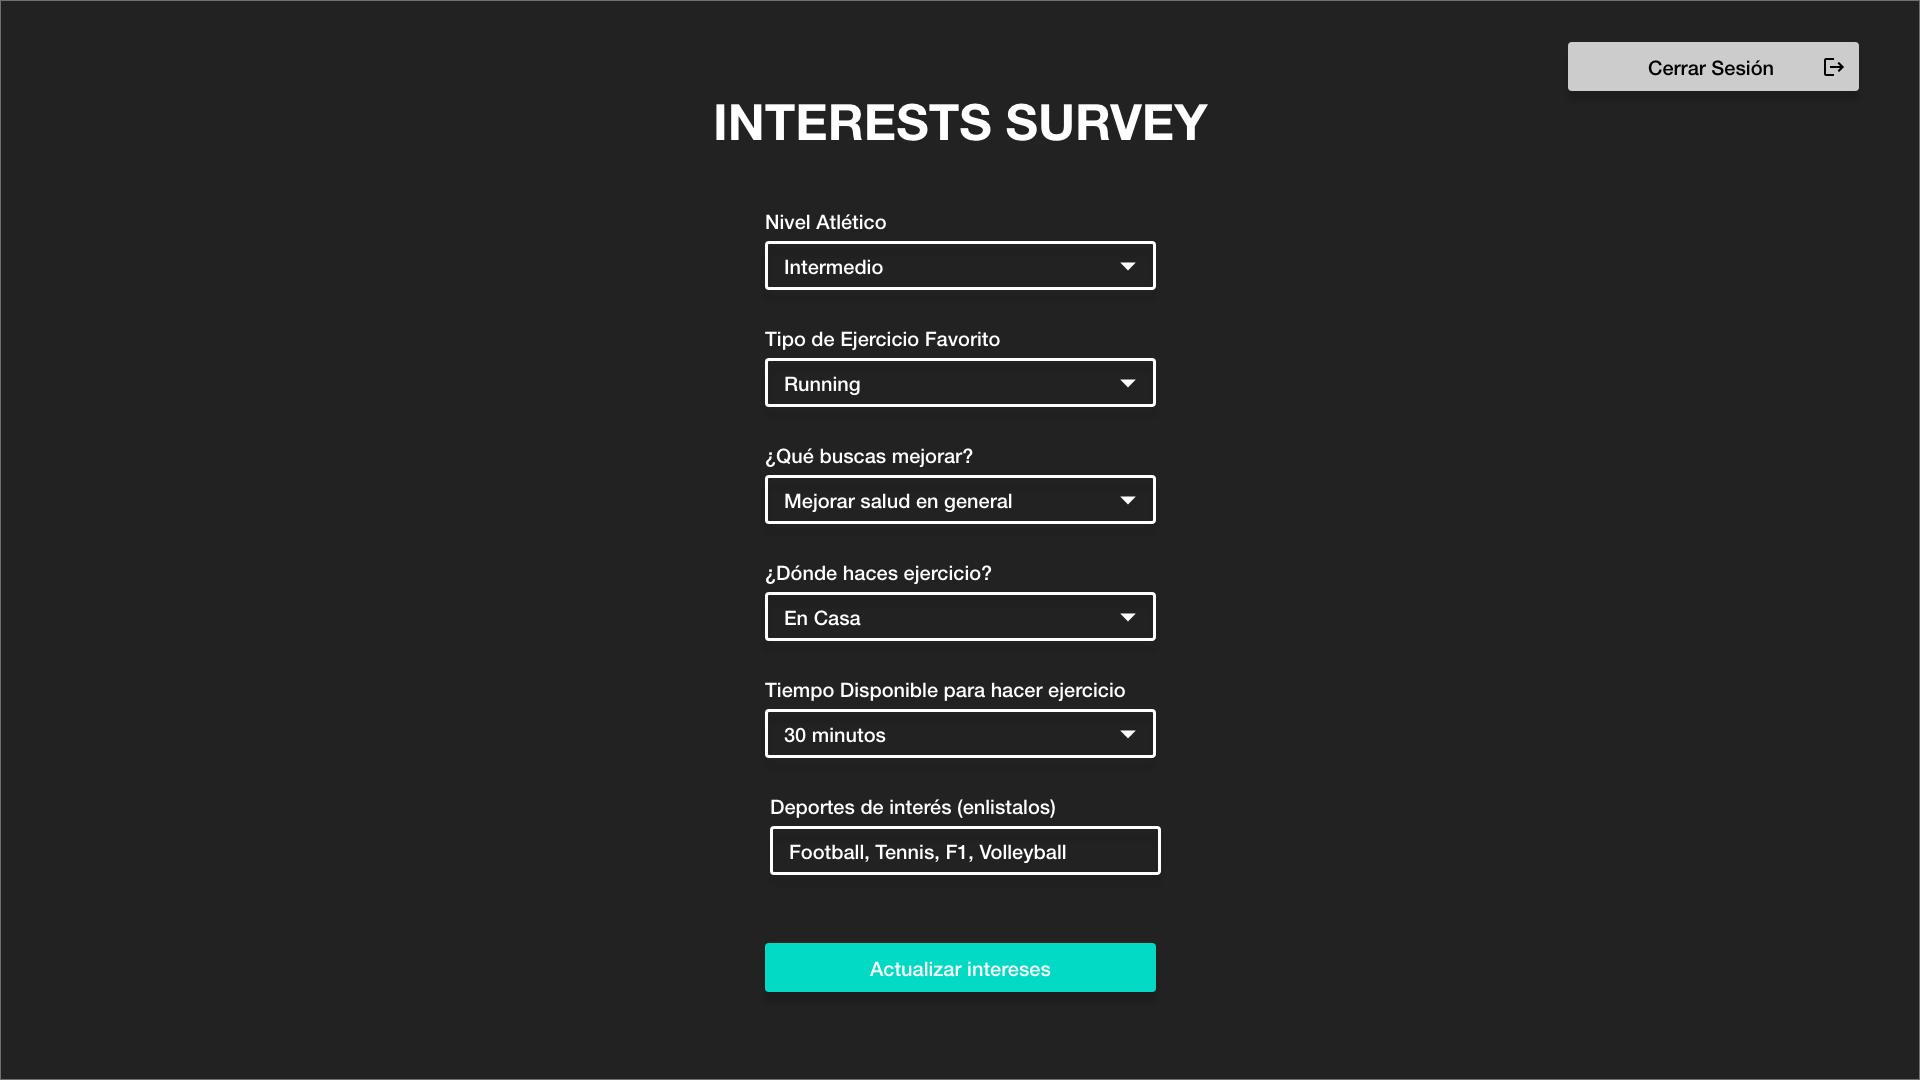 Cerrar Sesión
INTERESTS SURVEY
Nivel Atlético
Intermedio
Tipo de Ejercicio Favorito
Running
¿Qué buscas mejorar?
Mejorar salud en general
¿Dónde haces ejercicio?
En Casa
Tiempo Disponible para hacer ejercicio
30 minutos
Deportes de interés (enlistalos)
Football, Tennis, F1, Volleyball
Actualizar intereses